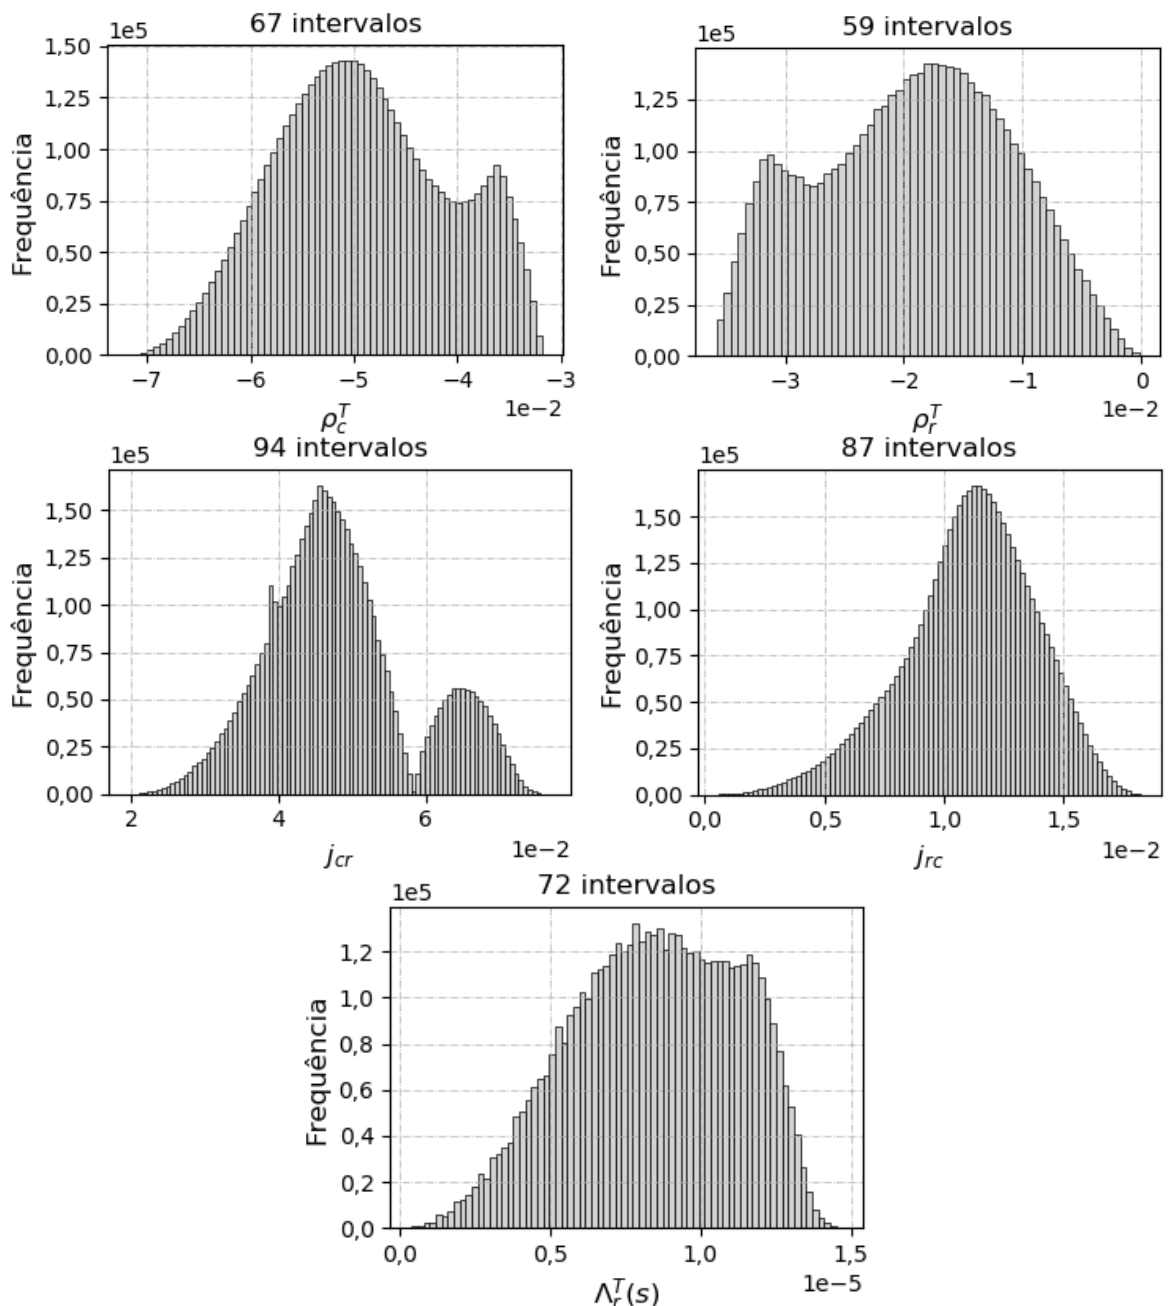 67 intervalos
1e5
Frequência
1,50
1,25
1,00
0,75
0,50
0,25
0,00
−7 −6 −5 −4 −3
1e−2
ρ_c^T
59 intervalos
1e5
Frequência
1,25
1,00
0,75
0,50
0,25
0,00
−3 −2 −1 0
1e−2
ρ_r^T
94 intervalos
1e5
Frequência
1,50
1,25
1,00
0,75
0,50
0,25
0,00
2 4 6
1e−2
j_cr
87 intervalos
1e5
Frequência
1,50
1,25
1,00
0,75
0,50
0,25
0,00
0,0 0,5 1,0 1,5
1e−2
j_rc
72 intervalos
1e5
Frequência
1,2
1,0
0,8
0,6
0,4
0,2
0,0
0,0 0,5 1,0 1,5
1e−5
Λ_r^T(s)